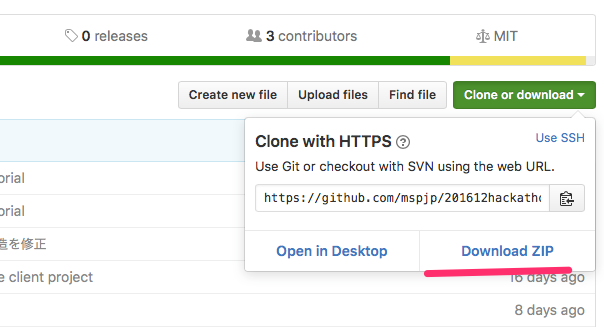 0 releases
3 contributors
MIT
Create new file
Upload files
Find file
Clone or download
Clone with HTTPS
Use SSH
Use Git or checkout with SVN using the web URL.
https://github.com/mspjp/201612hackath
Open in Desktop
Download ZIP
orial
orial
造を修正
e client project
16 days ago
8 days ago